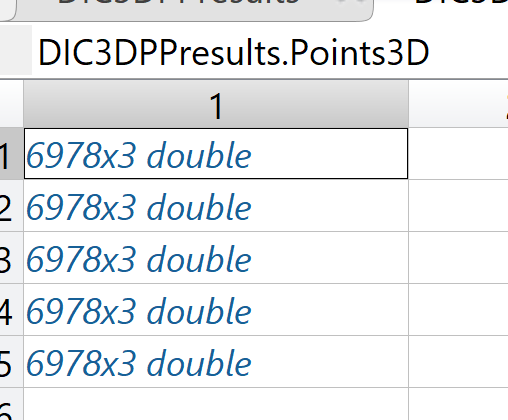 DIC3DPPresults.Points3D
1
1 6978x3 double
2 6978x3 double
3 6978x3 double
4 6978x3 double
5 6978x3 double
6